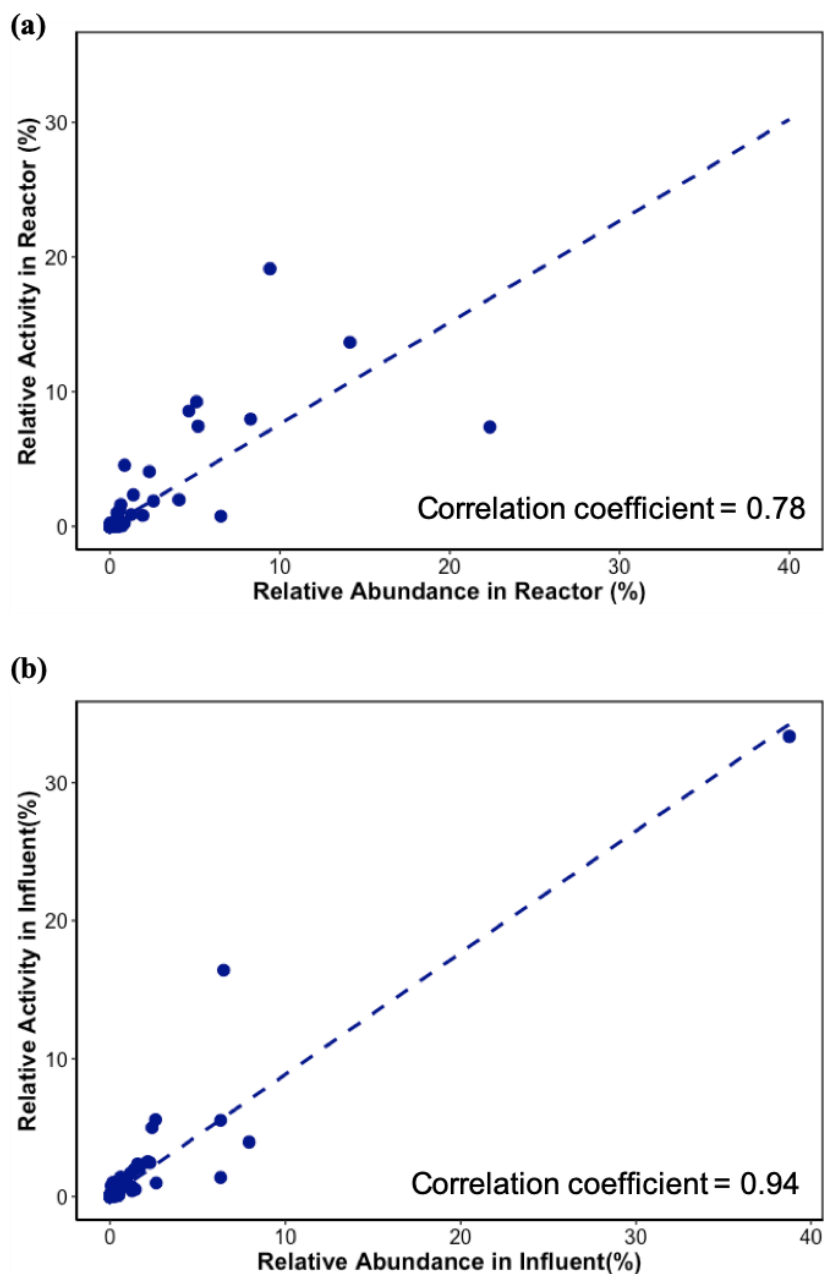 (a)
Relative Activity in Reactor (%)
30
20
10
0
Correlation coefficient = 0.78
0 10 20 30 40
Relative Abundance in Reactor (%)
(b)
Relative Activity in Influent(%)
30
20
10
0
Correlation coefficient = 0.94
0 10 20 30 40
Relative Abundance in Influent(%)